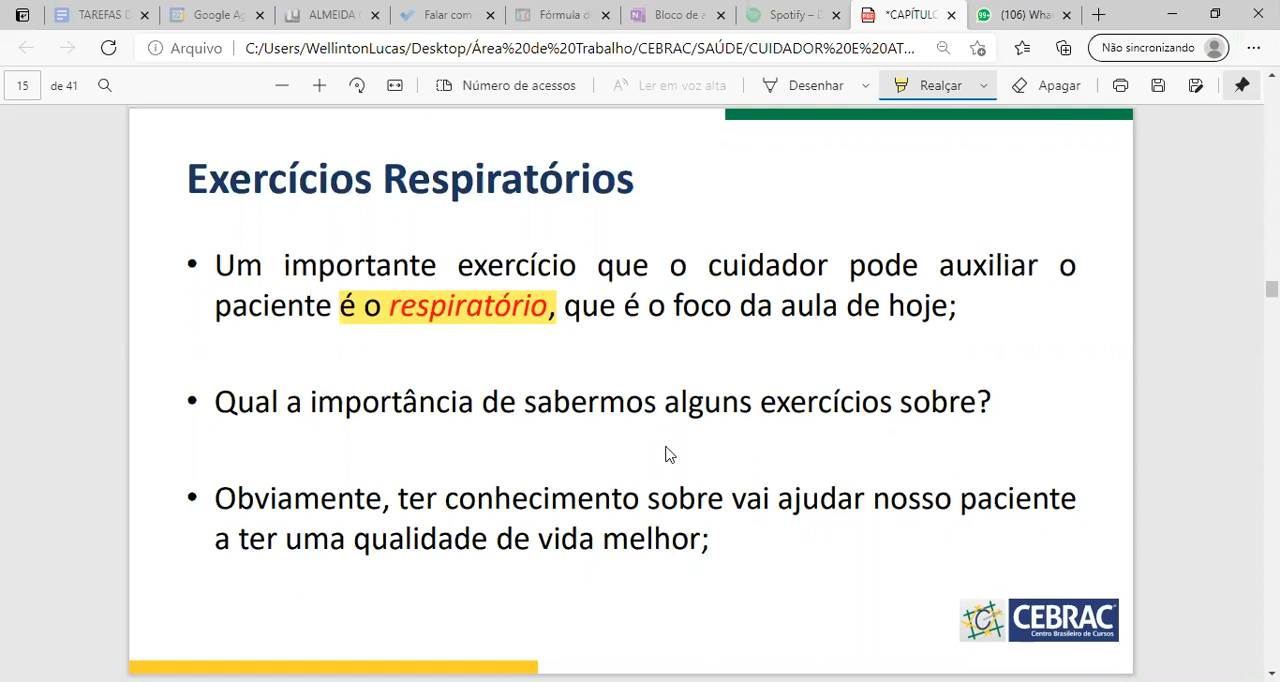 TAREFAS D
Google Ag
ALMEIDA
Falar com
Fórmula d
Bloco de a
Spotify – D
*CAPÍTULO
(106) Wha
Arquivo
C:/Users/WellintonLucas/Desktop/Área%20de%20Trabalho/CEBRAC/SAÚDE/CUIDADOR%20E%20AT...
Não sincronizando
15 de 41
Número de acessos
Ler em voz alta
Desenhar
Realçar
Apagar
Exercícios Respiratórios
• Um importante exercício que o cuidador pode auxiliar o
paciente é o respiratório, que é o foco da aula de hoje;
• Qual a importância de sabermos alguns exercícios sobre?
• Obviamente, ter conhecimento sobre vai ajudar nosso paciente
a ter uma qualidade de vida melhor;
CEBRAC
Centro Brasileiro de Cursos